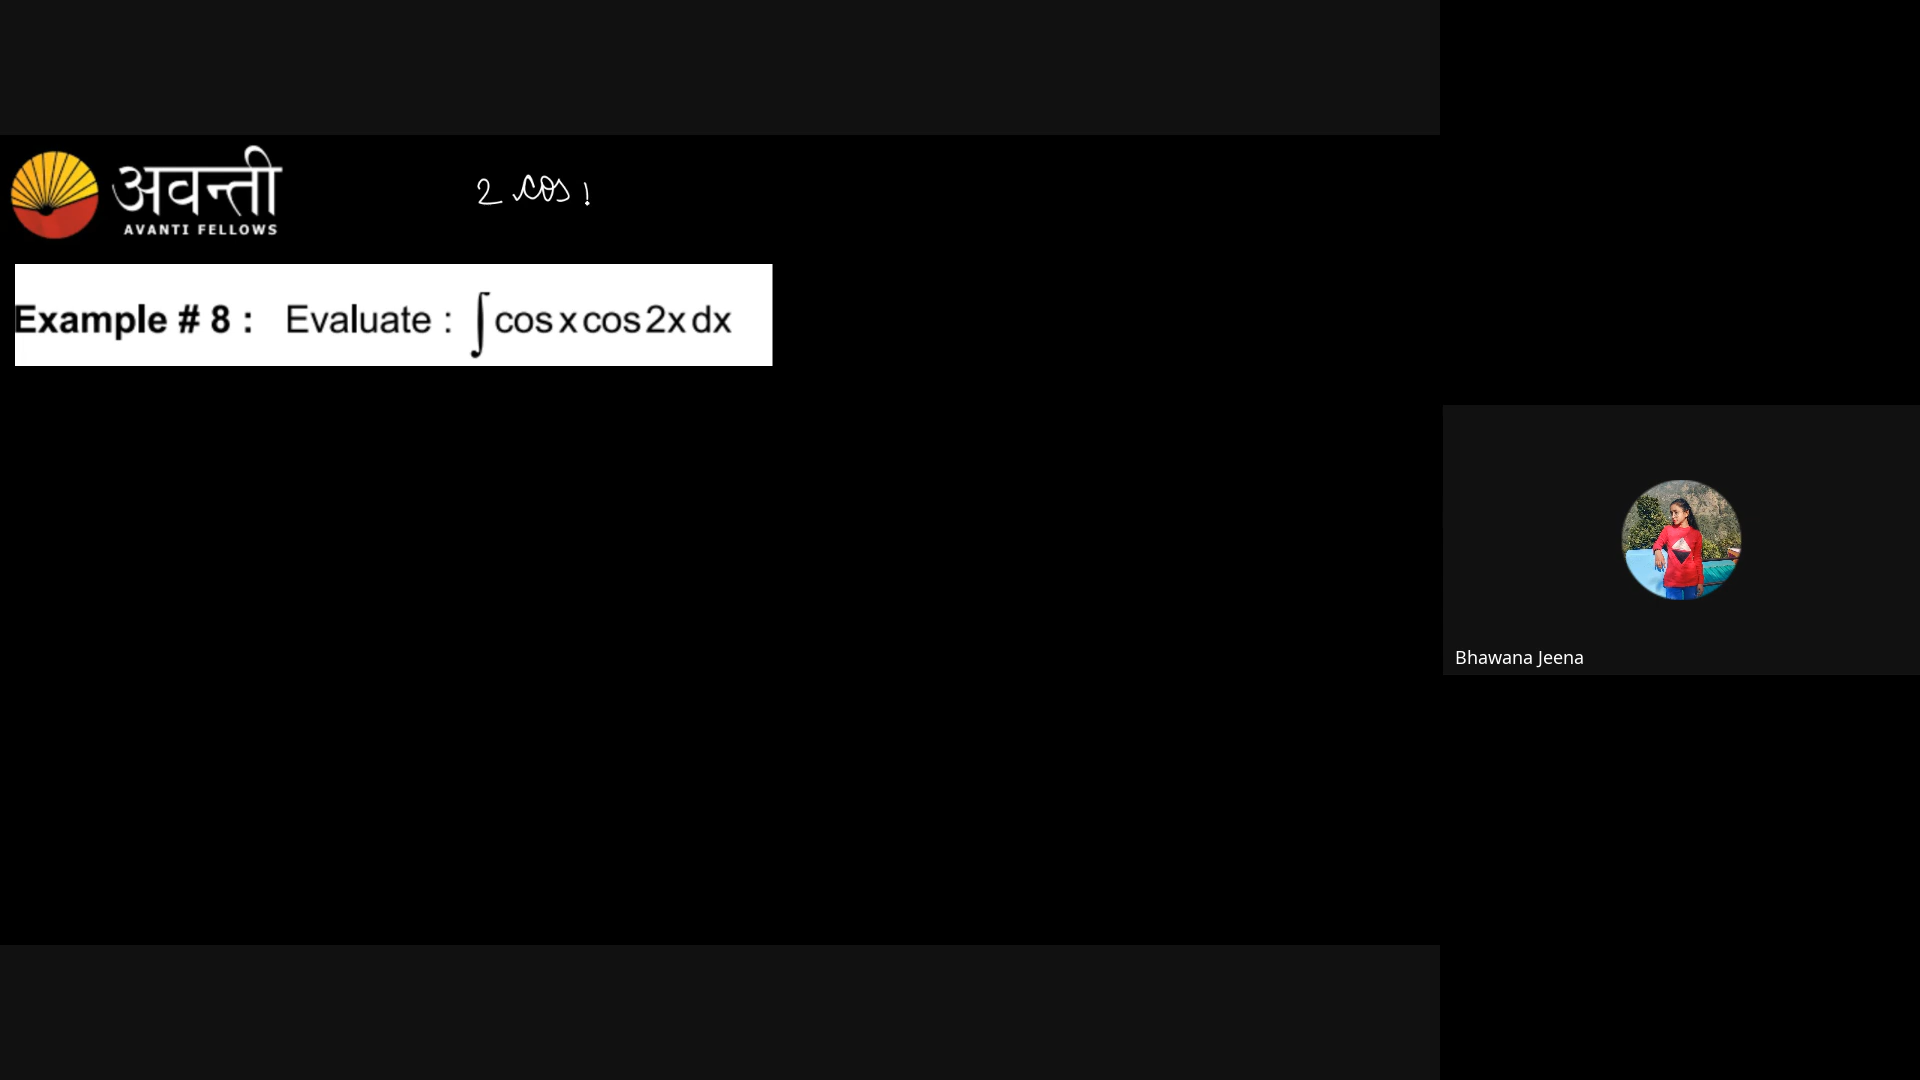 अवन्ती
AVANTI FELLOWS
2 cos
Example # 8 : Evaluate : ∫cos x cos 2x dx
Bhawana Jeena